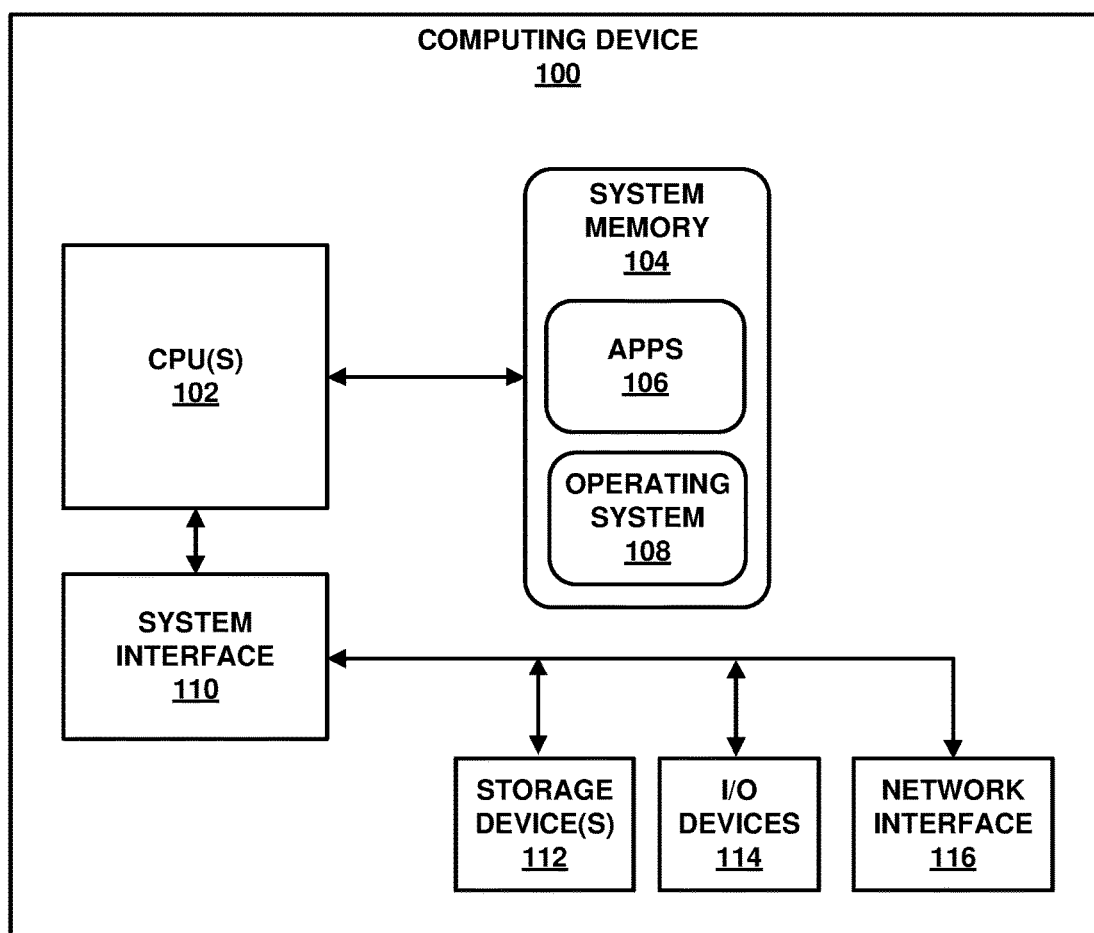 COMPUTING DEVICE
100
SYSTEM
MEMORY
104
CPU(S)
102
APPS
106
OPERATING
SYSTEM
108
SYSTEM
INTERFACE
110
STORAGE
DEVICE(S)
112
I/O
DEVICES
114
NETWORK
INTERFACE
116